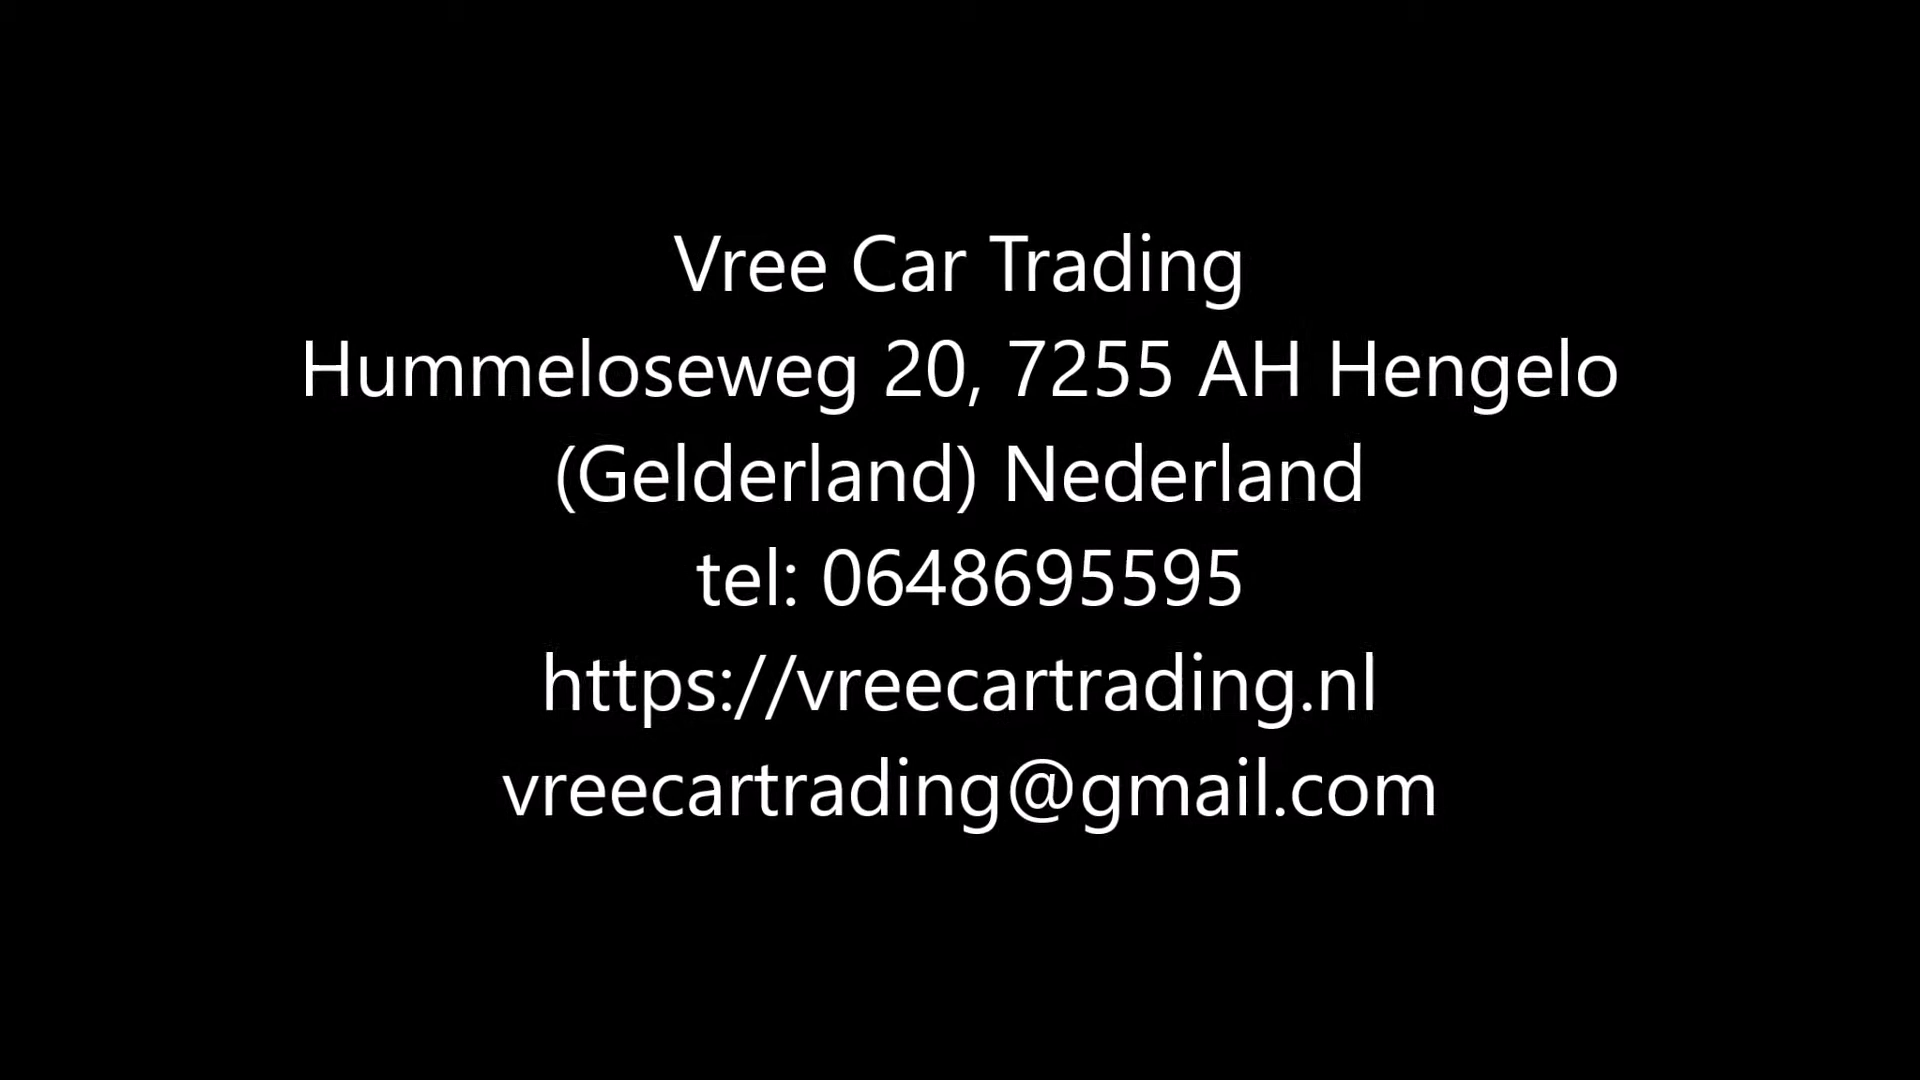 Vree Car Trading
Hummeloseweg 20, 7255 AH Hengelo
(Gelderland) Nederland
tel: 0648695595
https://vreecartrading.nl
vreecartrading@gmail.com